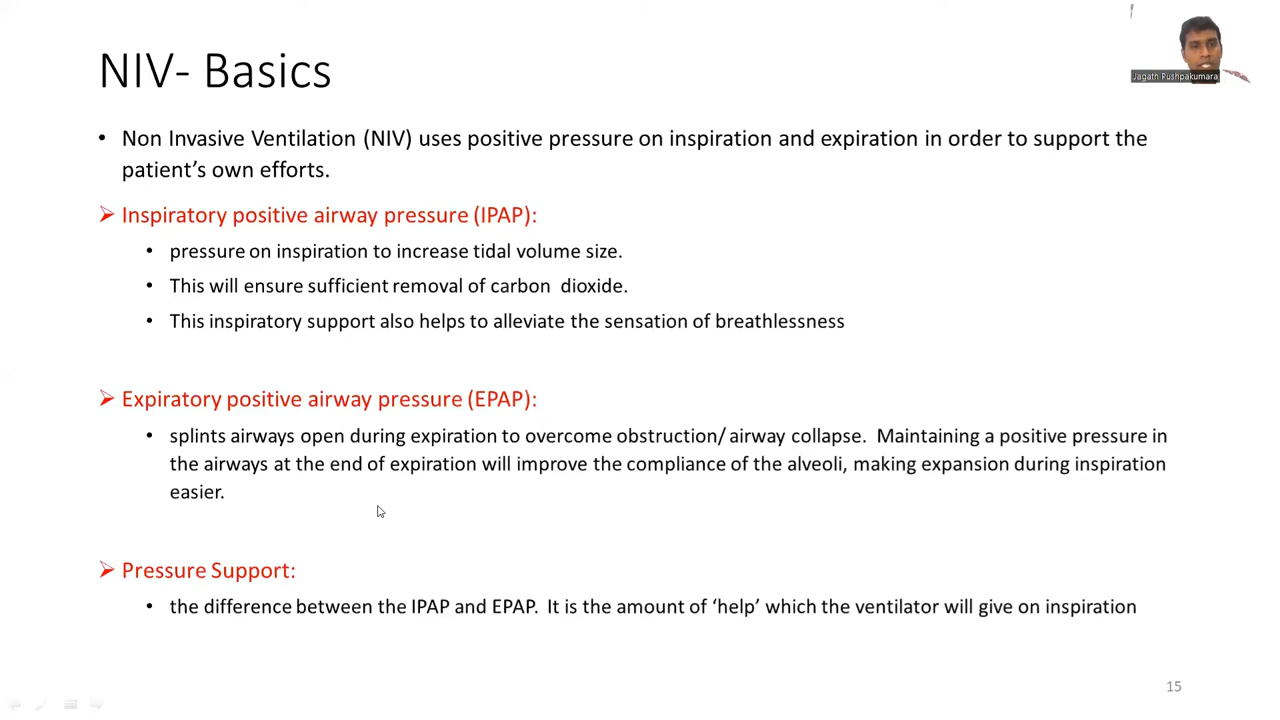 Jagath Pushpakumara
NIV- Basics
• Non Invasive Ventilation (NIV) uses positive pressure on inspiration and expiration in order to support the
patient’s own efforts.
➢ Inspiratory positive airway pressure (IPAP):
• pressure on inspiration to increase tidal volume size.
• This will ensure sufficient removal of carbon dioxide.
• This inspiratory support also helps to alleviate the sensation of breathlessness
➢ Expiratory positive airway pressure (EPAP):
• splints airways open during expiration to overcome obstruction/ airway collapse. Maintaining a positive pressure in
the airways at the end of expiration will improve the compliance of the alveoli, making expansion during inspiration
easier.
➢ Pressure Support:
• the difference between the IPAP and EPAP. It is the amount of ‘help’ which the ventilator will give on inspiration
15